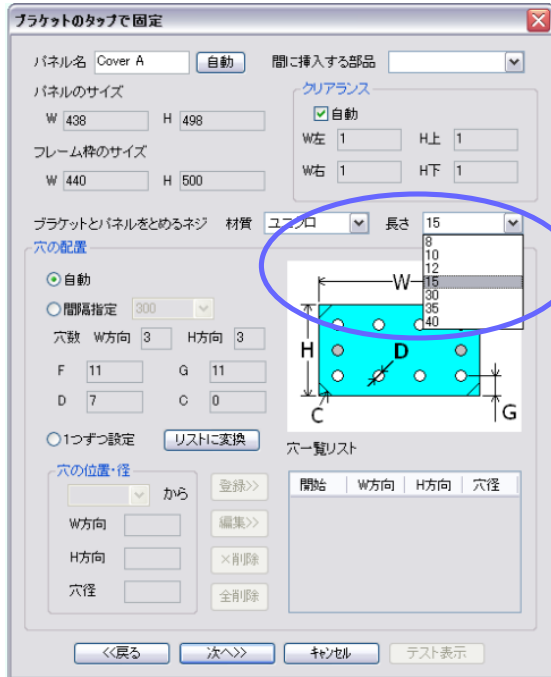 ブラケットのタップで固定
パネル名 Cover A 自動 間に挿入する部品
パネルのサイズ
W 438 H 498
フレーム枠のサイズ
W 440 H 500
クリアランス
自動
W左 1 H上 1
W右 1 H下 1
ブラケットとパネルをとめるネジ 材質 ユニクロ 長さ 15
8
10
12
15
30
35
40
穴の配置
自動
間隔指定 300
穴数 W方向 3 H方向 3
F 11 G 11
D 7 C 0
1つずつ設定 リストに変換
W
H
D
C
G
穴の位置・径
から
W方向
H方向
穴径
登録>>
編集>>
×削除
全削除
穴一覧リスト
開始 W方向 H方向 穴径
<<戻る 次へ>> キャンセル テスト表示